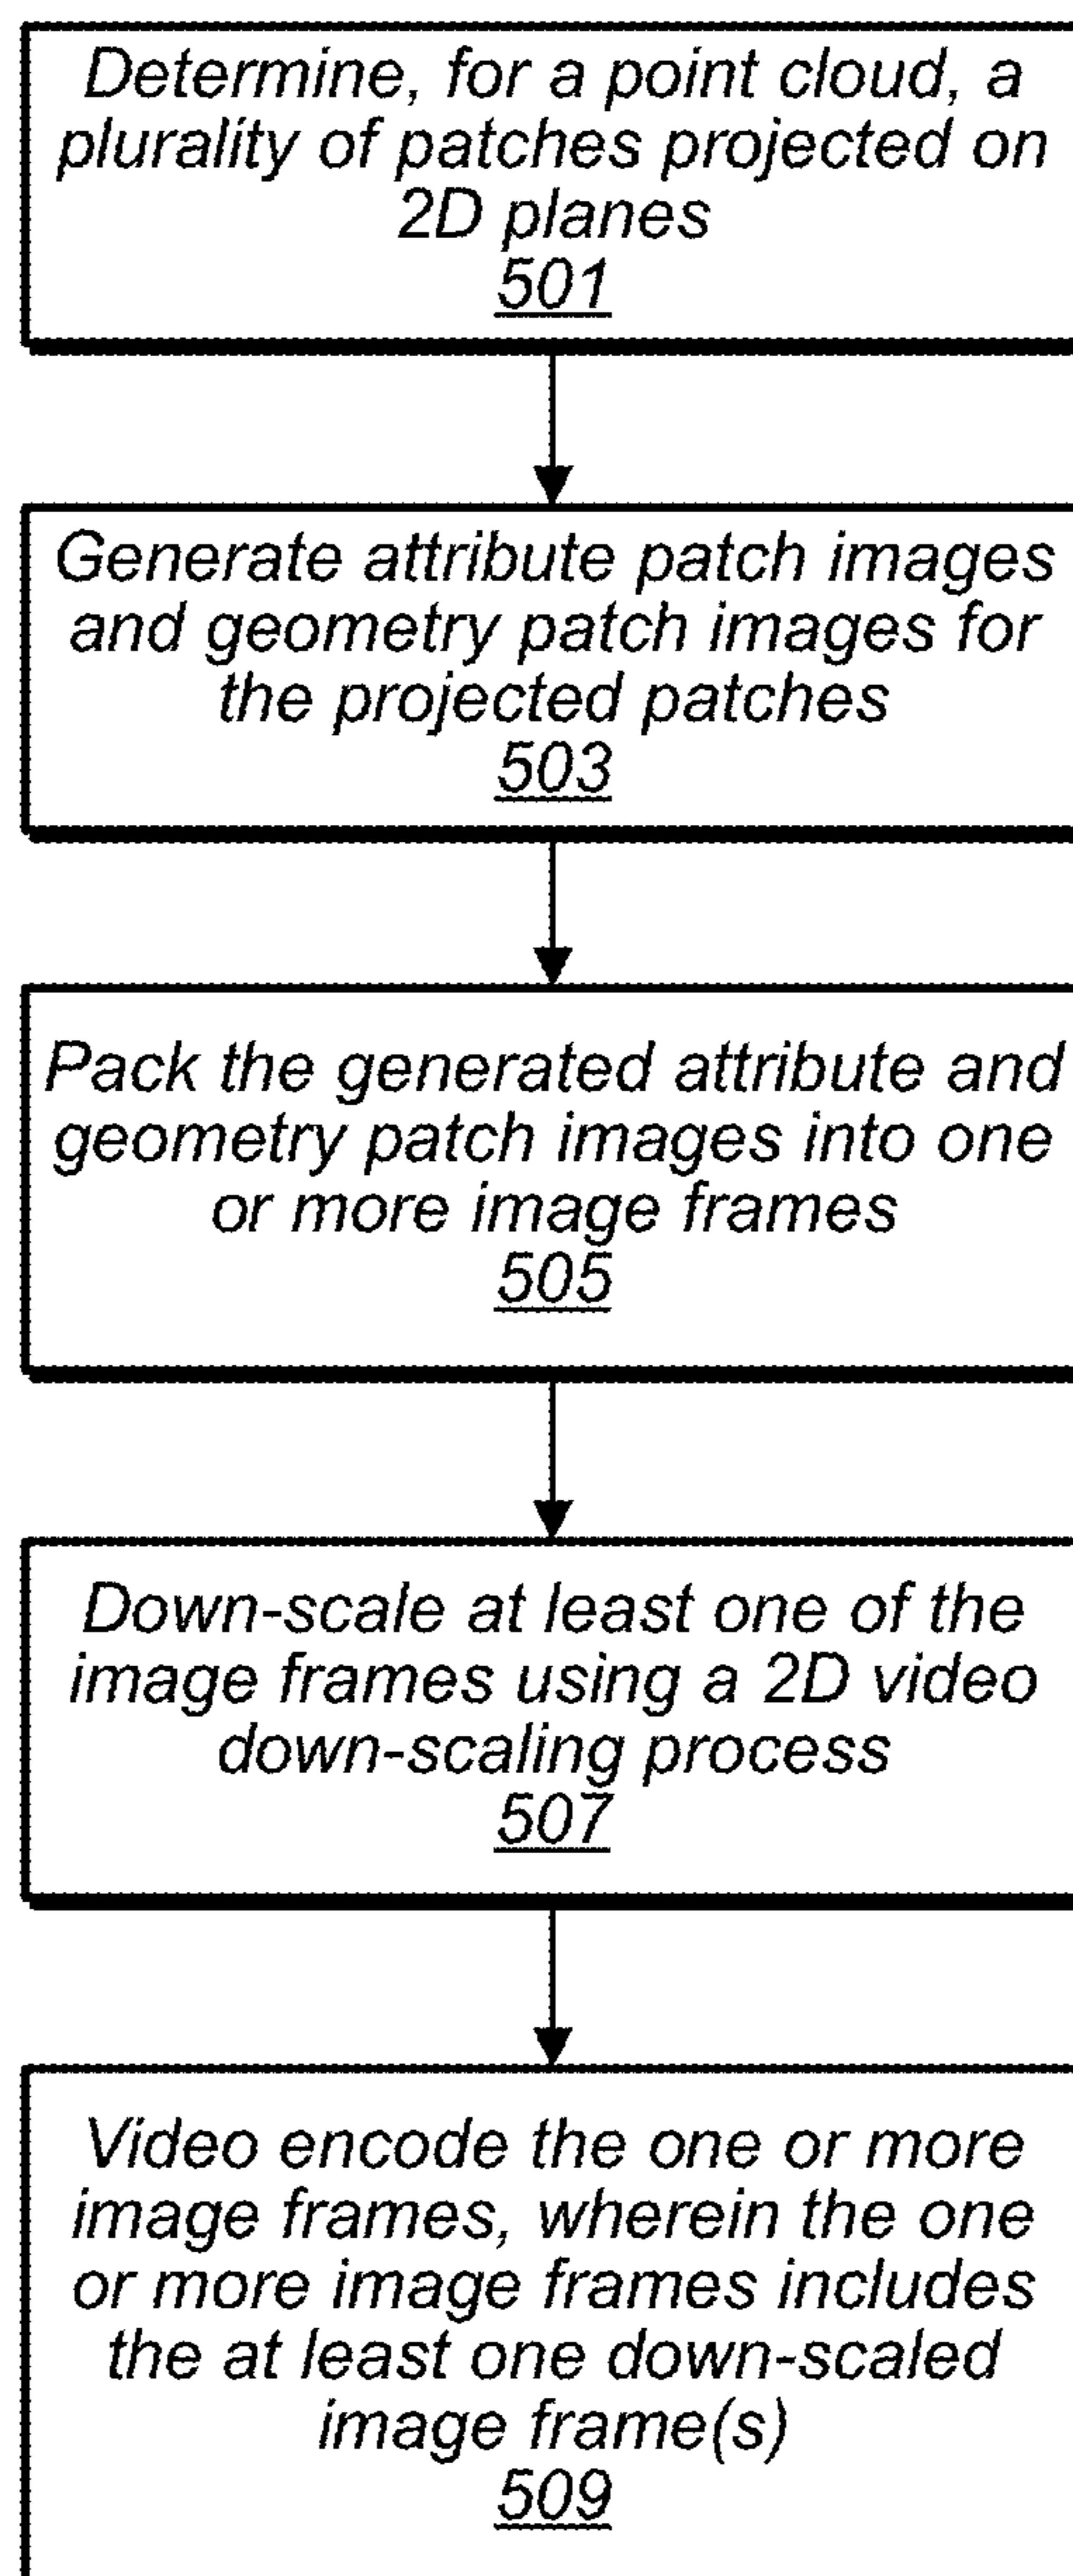 Determine, for a point cloud, a
plurality of patches projected on
2D planes
501
Generate attribute patch images
and geometry patch images for
the projected patches
503
Pack the generated attribute and
geometry patch images into one
or more image frames
505
Down-scale at least one of the
image frames using a 2D video
down-scaling process
507
Video encode the one or more
image frames, wherein the one
or more image frames includes
the at least one down-scaled
image frame(s)
509